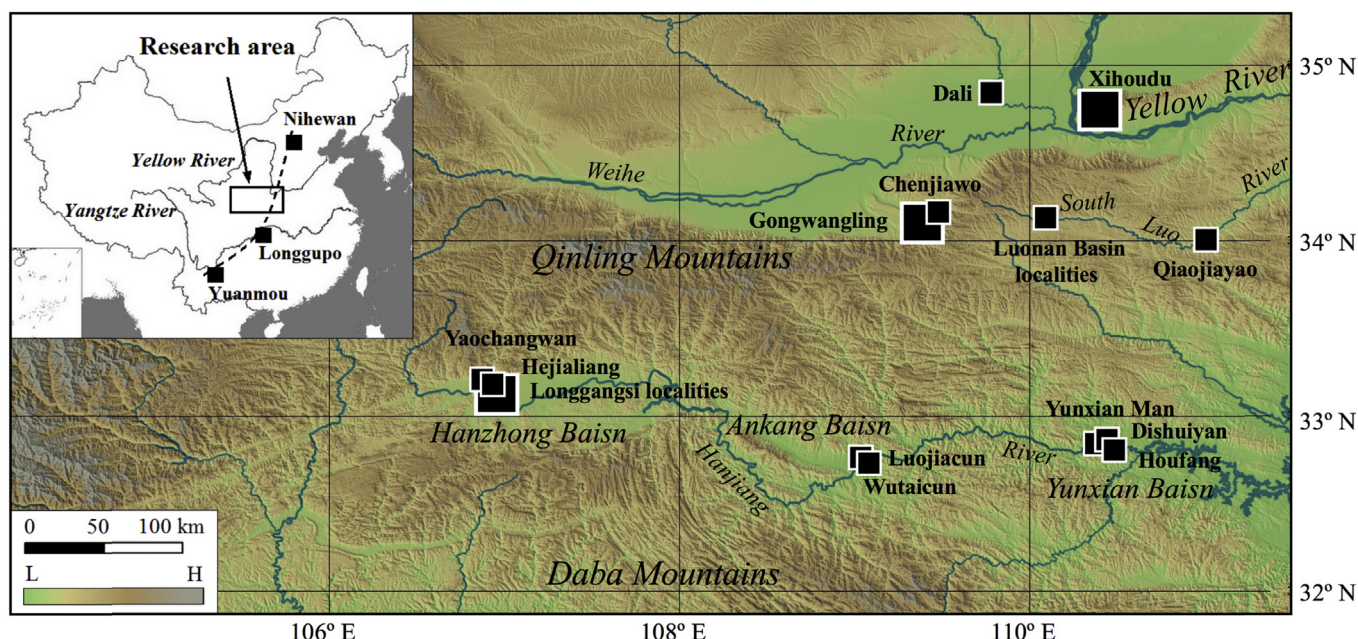 Research area
Nihewan
Yellow River
Yangtze River
Longgupo
Yuanmou
35° N
Xihoudu
Dali
Yellow River
River
Weihe
Chenjiawo
Gongwangling
South
Luo
River
34° N
Luonan Basin
localities
Qiaojiayao
Qinling Mountains
Yaochangwan
Hejialiang
Longgangsi localities
Hanzhong Baisn
33° N
Ankang Baisn
Yunxian Man
Dishuiyan
Houfang
River
Luojiacun
Wutaicun
Hanjiang
Yunxian Baisn
0 50 100 km
L H
Daba Mountains
32° N
106° E 108° E 110° E